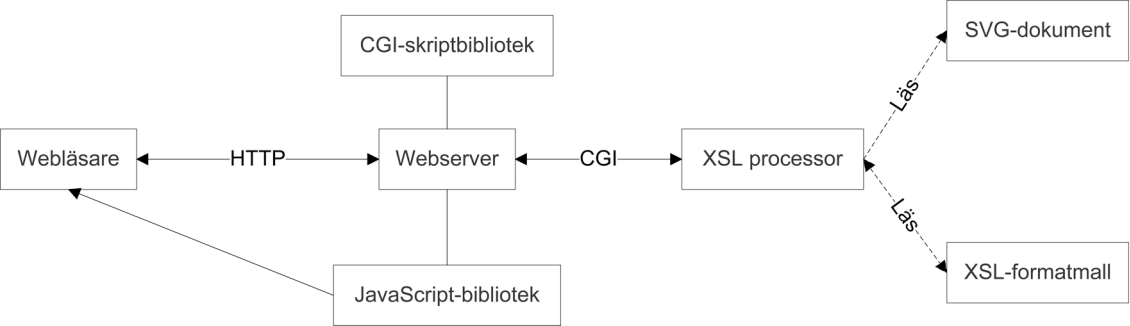 SVG-dokument
CGI-skriptbibliotek
Läs
Webläsare
HTTP
Webserver
CGI
XSL processor
Läs
XSL-formatmall
JavaScript-bibliotek